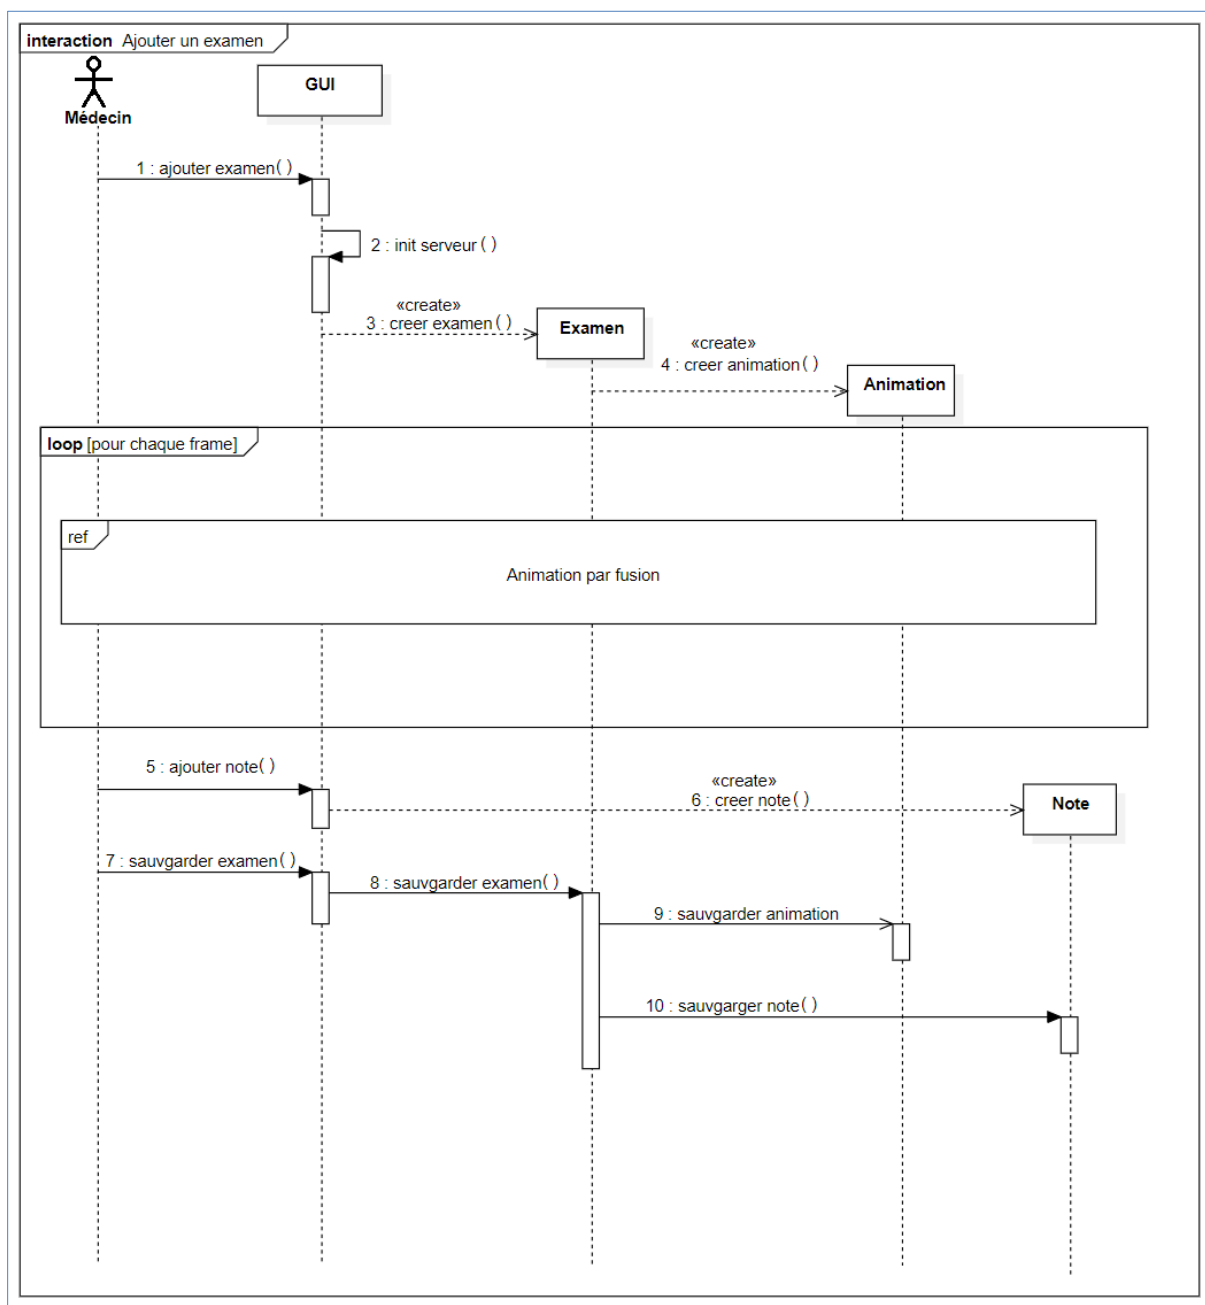 interaction Ajouter un examen
Médecin
GUI
1 : ajouter examen( )
2 : init serveur( )
«create»
3 : creer examen( )
Examen
«create»
4 : creer animation( )
Animation
loop [pour chaque frame]
ref
Animation par fusion
5 : ajouter note( )
«create»
6 : creer note( )
Note
7 : sauvgarder examen( )
8 : sauvgarder examen( )
9 : sauvgarder animation
10 : sauvgarger note( )